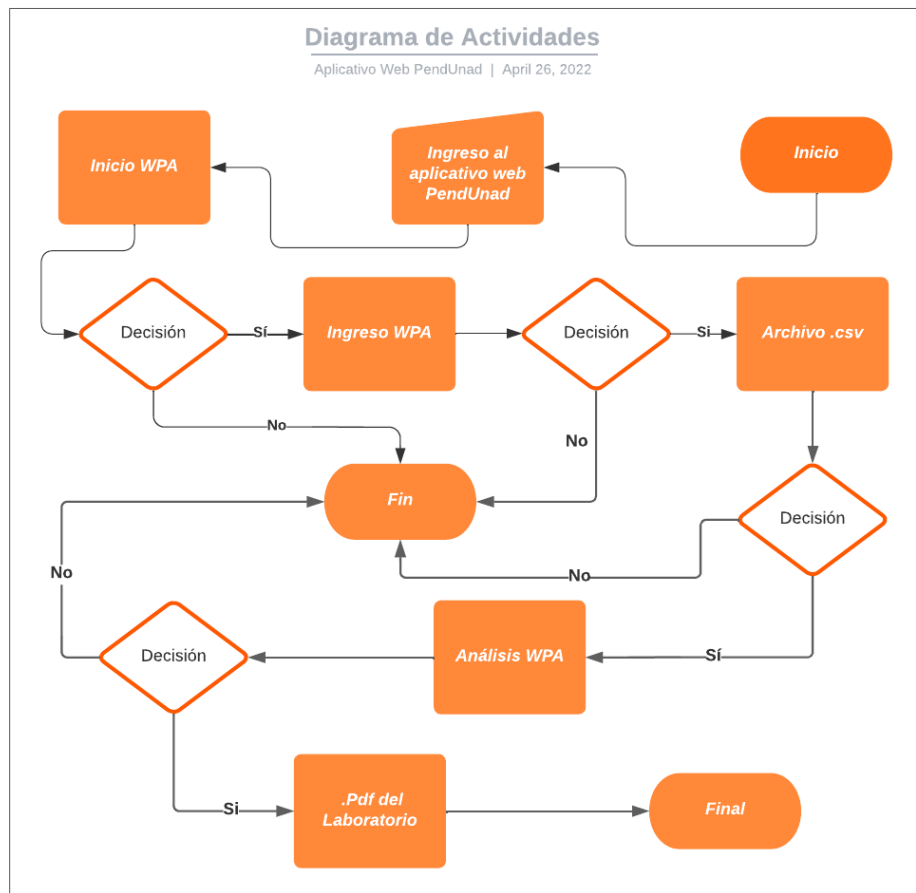 Diagrama de Actividades
Aplicativo Web PendUnad | April 26, 2022
Inicio WPA
Ingreso al
aplicativo web
PendUnad
Inicio
Decisión
Sí
Ingreso WPA
Decisión
Si
Archivo .csv
No
No
Fin
Decisión
No
No
Decisión
Análisis WPA
Sí
Si
.Pdf del
Laboratorio
Final